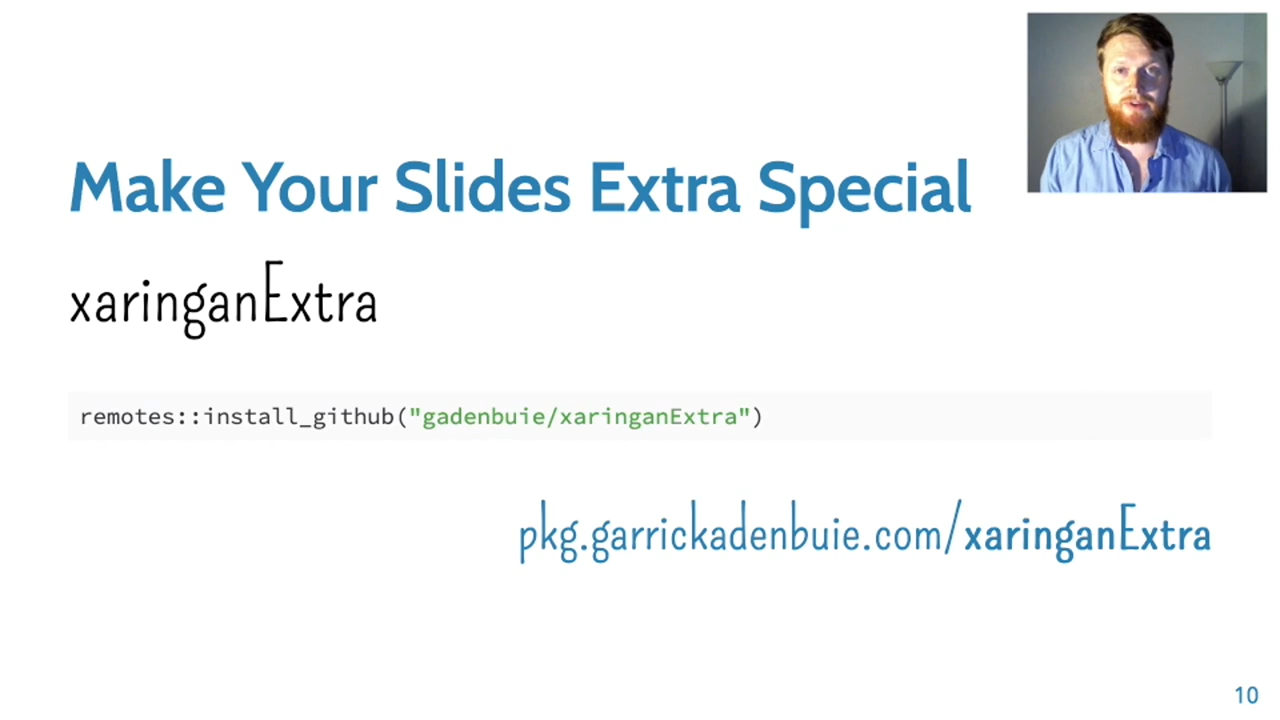 Make Your Slides Extra Special
xaringanExtra
remotes::install_github("gadenbuie/xaringanExtra")
pkg.garrickadenbuie.com/xaringanExtra
10